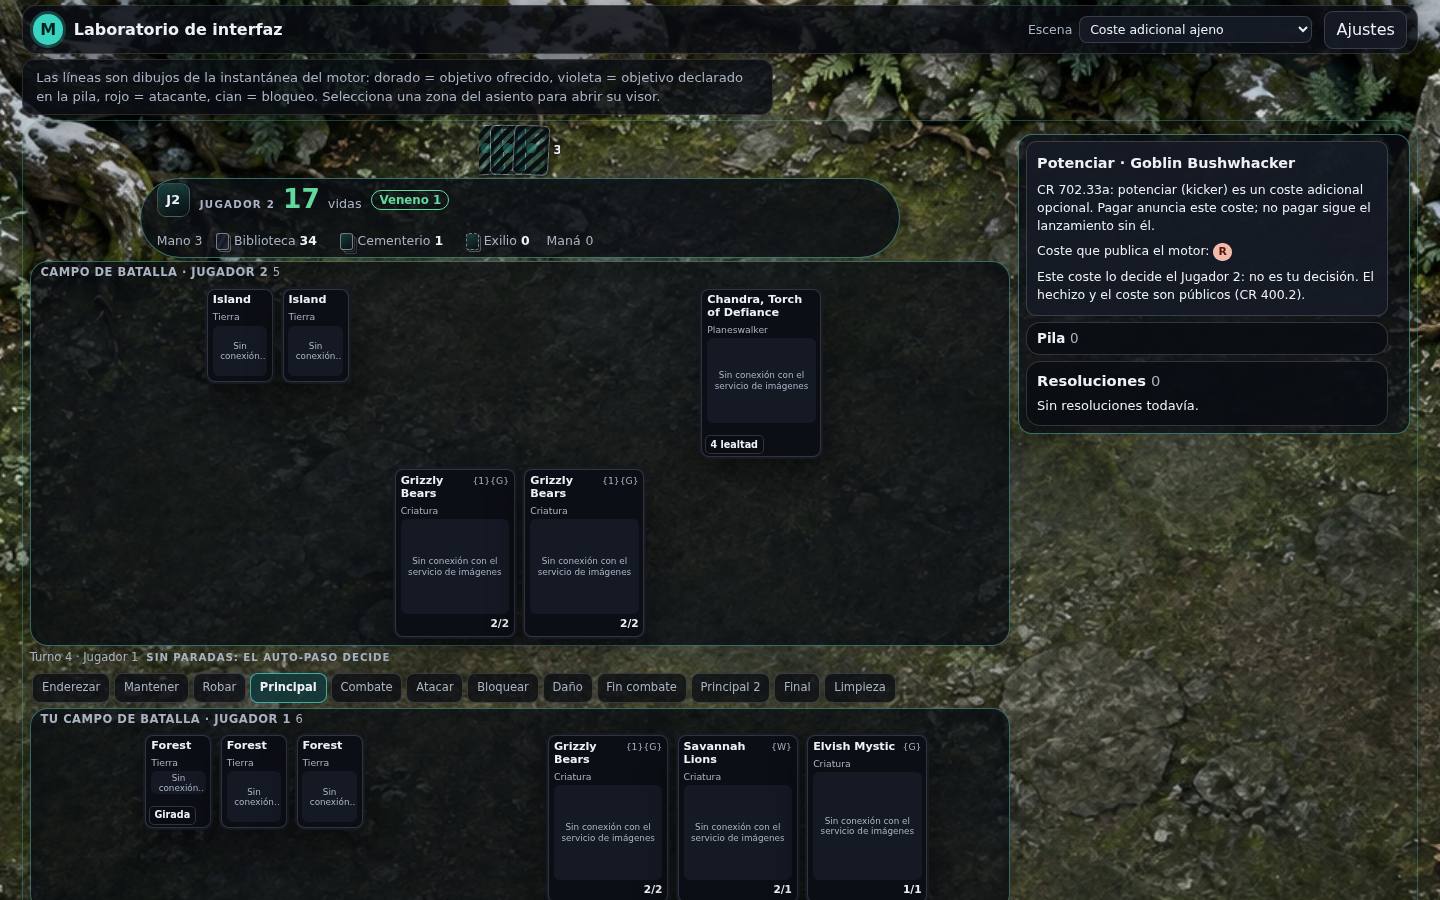 M Laboratorio de interfaz
Escena Coste adicional ajeno Ajustes
Las líneas son dibujos de la instantánea del motor: dorado = objetivo ofrecido, violeta = objetivo declarado
en la pila, rojo = atacante, cian = bloqueo. Selecciona una zona del asiento para abrir su visor.
3
J2 JUGADOR 2 17 vidas Veneno 1
Mano 3 Biblioteca 34 Cementerio 1 Exilio 0 Maná 0
CAMPO DE BATALLA · JUGADOR 2 5
Island
Tierra
Sin
conexión..
Island
Tierra
Sin
conexión..
Chandra, Torch
of Defiance
Planeswalker
Sin conexión con el
servicio de imágenes
4 lealtad
Grizzly {1}{G}
Bears
Criatura
Sin conexión con el
servicio de imágenes
2/2
Grizzly {1}{G}
Bears
Criatura
Sin conexión con el
servicio de imágenes
2/2
Potenciar · Goblin Bushwhacker
CR 702.33a: potenciar (kicker) es un coste adicional
opcional. Pagar anuncia este coste; no pagar sigue el
lanzamiento sin él.
Coste que publica el motor: R
Este coste lo decide el Jugador 2: no es tu decisión. El
hechizo y el coste son públicos (CR 400.2).
Pila 0
Resoluciones 0
Sin resoluciones todavía.
Turno 4 · Jugador 1 SIN PARADAS: EL AUTO-PASO DECIDE
Enderezar Mantener Robar Principal Combate Atacar Bloquear Daño Fin combate Principal 2 Final Limpieza
TU CAMPO DE BATALLA · JUGADOR 1 6
Forest
Tierra
Sin
conexión..
Girada
Forest
Tierra
Sin
conexión..
Forest
Tierra
Sin
conexión..
Grizzly {1}{G}
Bears
Criatura
Sin conexión con el
servicio de imágenes
2/2
Savannah {W}
Lions
Criatura
Sin conexión con el
servicio de imágenes
2/1
Elvish Mystic {G}
Criatura
Sin conexión con el
servicio de imágenes
1/1